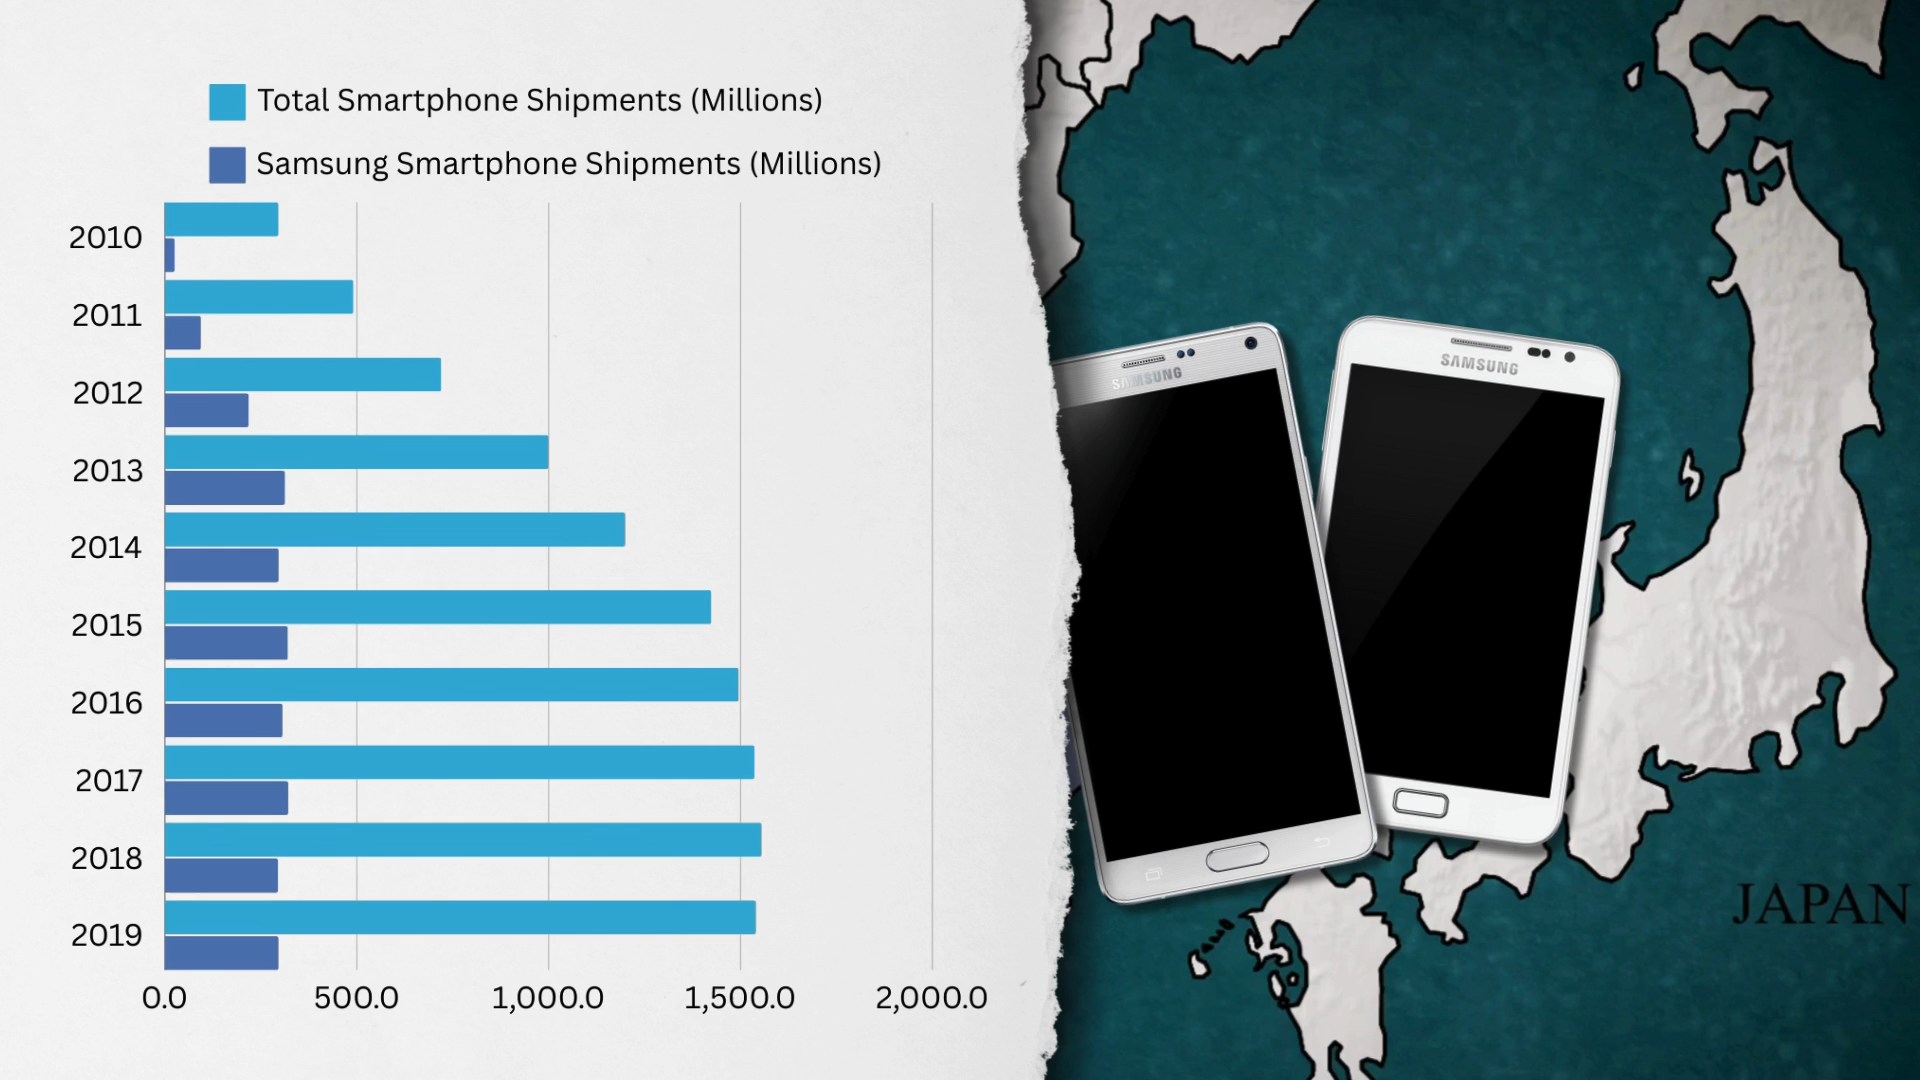 Total Smartphone Shipments (Millions)
Samsung Smartphone Shipments (Millions)
2010
2011
2012
2013
2014
2015
2016
2017
2018
2019
0.0 500.0 1,000.0 1,500.0 2,000.0
SAMSUNG
SAMSUNG
JAPAN